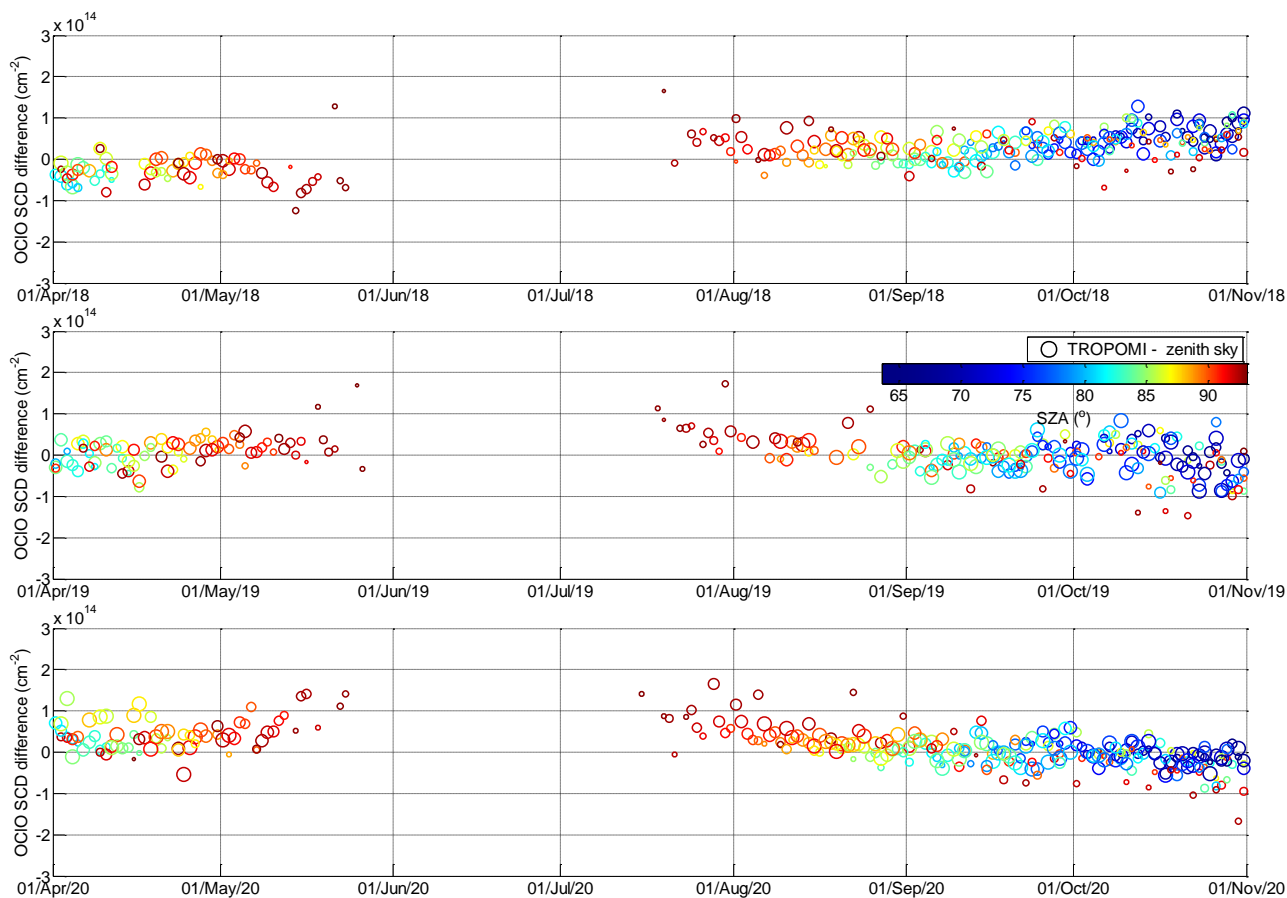 x 10^14
3
2
1
0
-1
-2
-3
OClO SCD difference (cm^-2)
01/Apr/18 01/May/18 01/Jun/18 01/Jul/18 01/Aug/18 01/Sep/18 01/Oct/18 01/Nov/18
x 10^14
3
2
1
0
-1
-2
-3
OClO SCD difference (cm^-2)
TROPOMI - zenith sky
65 70 75 80 85 90
SZA (°)
01/Apr/19 01/May/19 01/Jun/19 01/Jul/19 01/Aug/19 01/Sep/19 01/Oct/19 01/Nov/19
x 10^14
3
2
1
0
-1
-2
-3
OClO SCD difference (cm^-2)
01/Apr/20 01/May/20 01/Jun/20 01/Jul/20 01/Aug/20 01/Sep/20 01/Oct/20 01/Nov/20